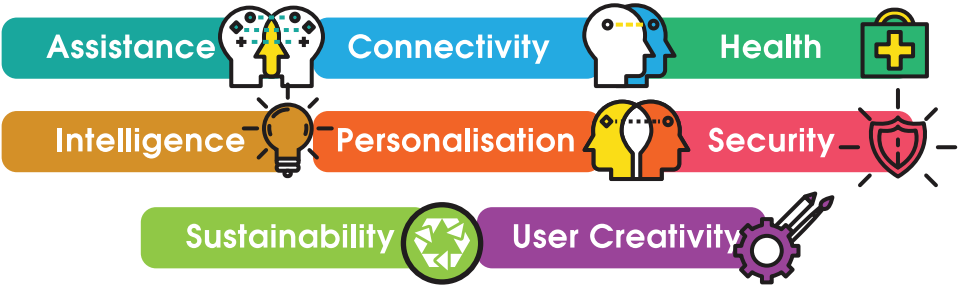 Assistance Connectivity Health
Intelligence Personalisation Security
Sustainability User Creativity